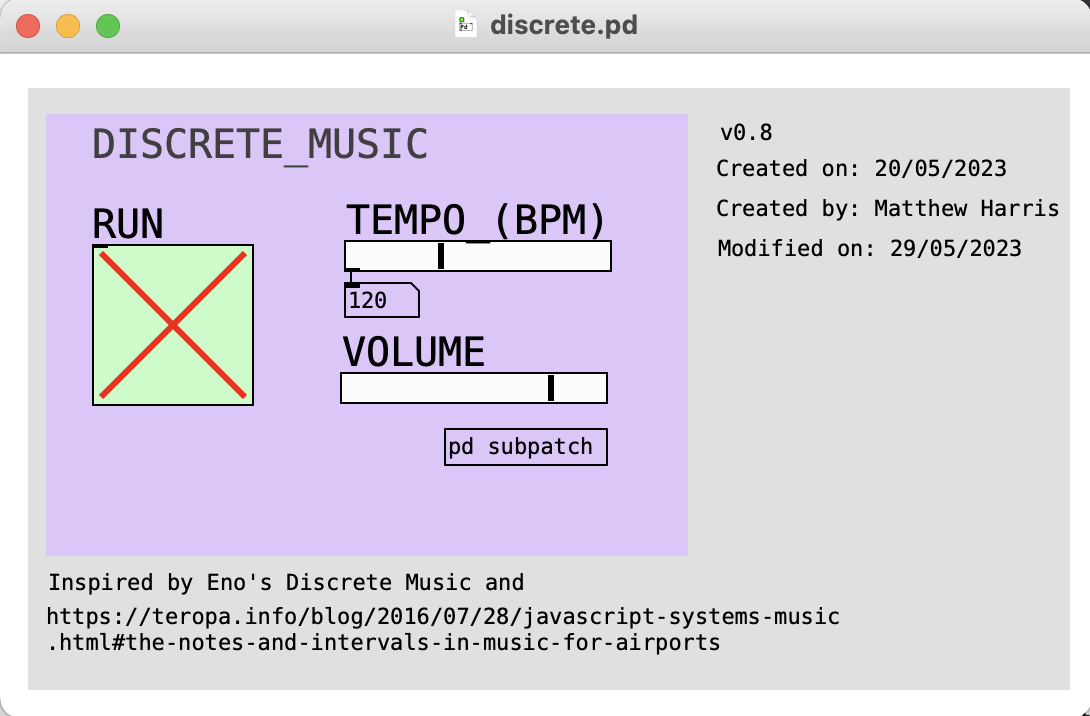 discrete.pd
DISCRETE_MUSIC
v0.8
Created on: 20/05/2023
Created by: Matthew Harris
Modified on: 29/05/2023
RUN
TEMPO_(BPM)
120
VOLUME
pd subpatch
Inspired by Eno's Discrete Music and
https://teropa.info/blog/2016/07/28/javascript-systems-music
.html#the-notes-and-intervals-in-music-for-airports